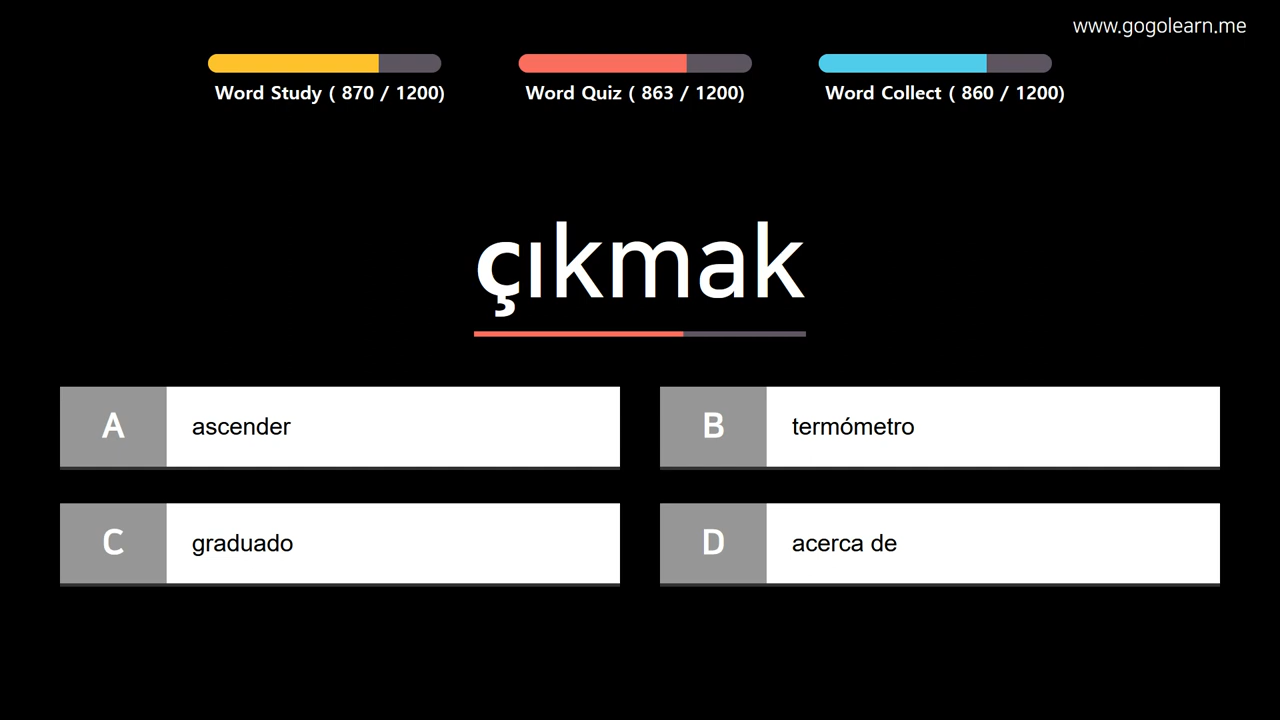 www.gogolearn.me
Word Study ( 870 / 1200)
Word Quiz ( 863 / 1200)
Word Collect ( 860 / 1200)
çıkmak
A ascender
B termómetro
C graduado
D acerca de